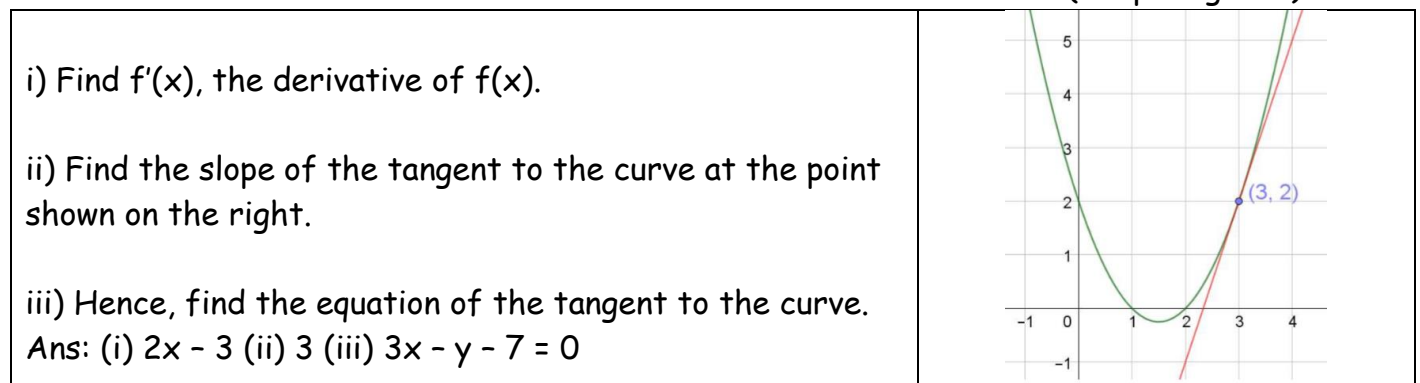 i) Find f'(x), the derivative of f(x).
ii) Find the slope of the tangent to the curve at the point
shown on the right.
iii) Hence, find the equation of the tangent to the curve.
Ans: (i) 2x – 3 (ii) 3 (iii) 3x – y – 7 = 0
5
4
3
2
(3, 2)
1
−1
0
1
2
3
4
−1